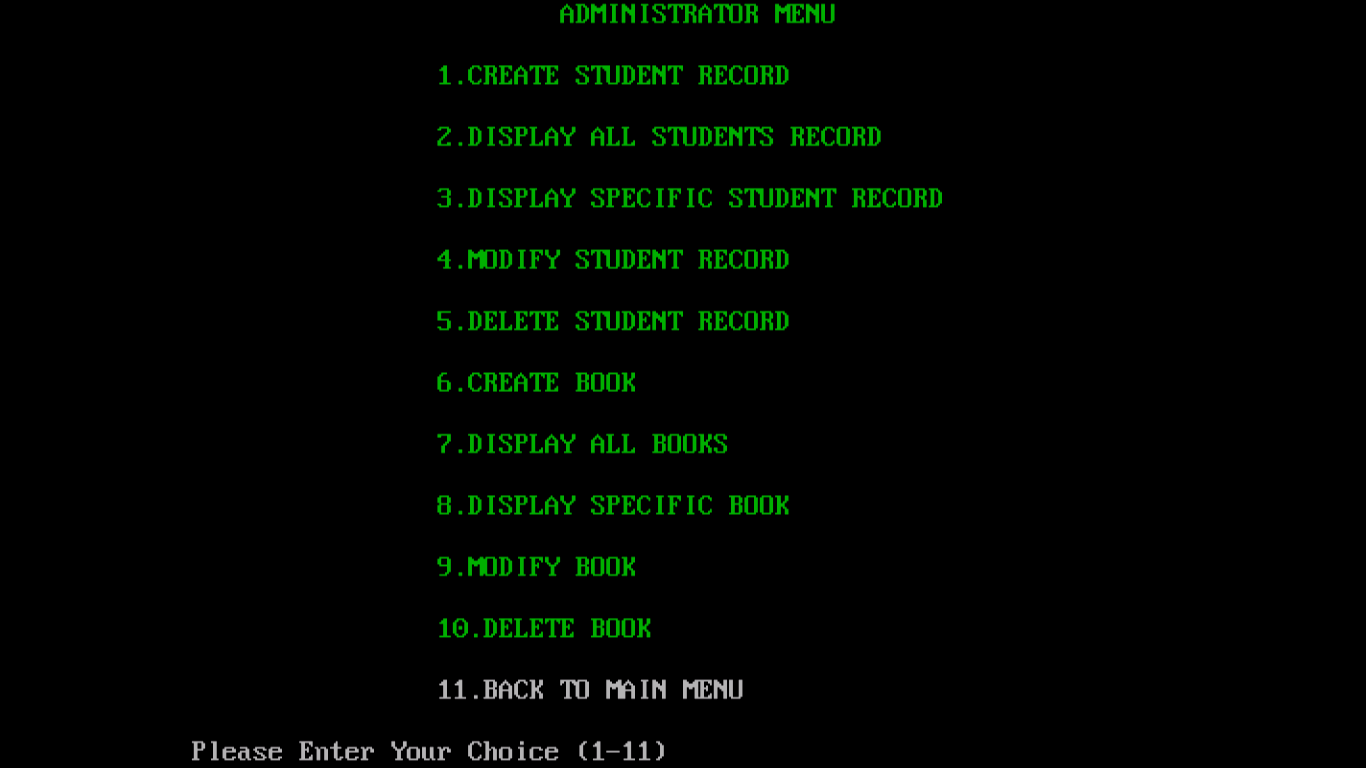 ADMINISTRATOR MENU
1.CREATE STUDENT RECORD
2.DISPLAY ALL STUDENTS RECORD
3.DISPLAY SPECIFIC STUDENT RECORD
4.MODIFY STUDENT RECORD
5.DELETE STUDENT RECORD
6.CREATE BOOK
7.DISPLAY ALL BOOKS
8.DISPLAY SPECIFIC BOOK
9.MODIFY BOOK
10.DELETE BOOK
11.BACK TO MAIN MENU
Please Enter Your Choice (1-11)